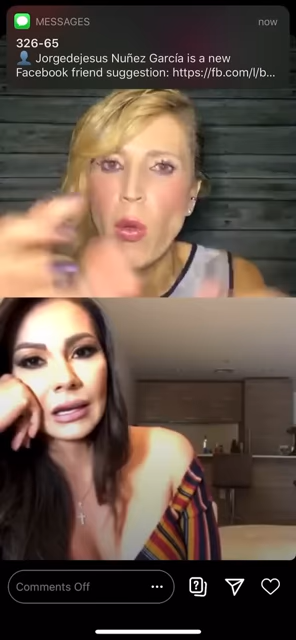 MESSAGES
now
326-65
Jorgedejesus Nuñez García is a new
Facebook friend suggestion: https://fb.com/l/b...
Comments Off